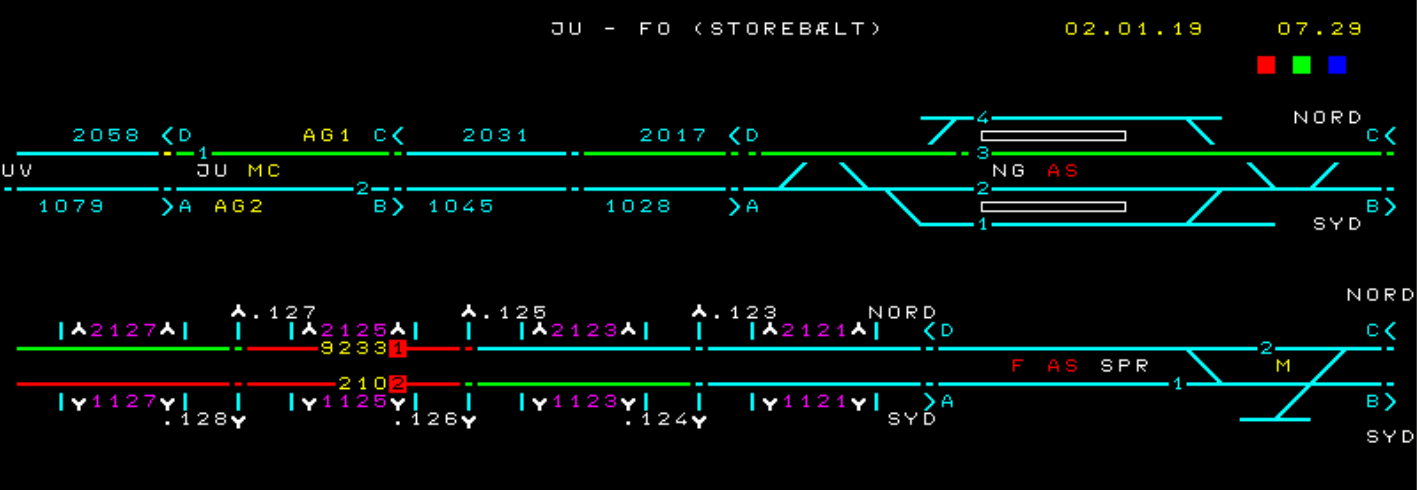 JU - FO (STOREBÆLT) 02.01.19 07.29
4 NORD
2058 <D AG1 C< 2031 2017 <D C<
1 3
UV JU MC NG AS
2 2
1079 >A AG2 B> 1045 1028 >A B>
1 SYD
NORD
.127 .125 .123 NORD
2127 2125 2123 2121 <D C<
9233 1 2
F AS SPR M
210 2 1
1127 1125 1123 1121 >A B>
.128 .126 .124 SYD
SYD